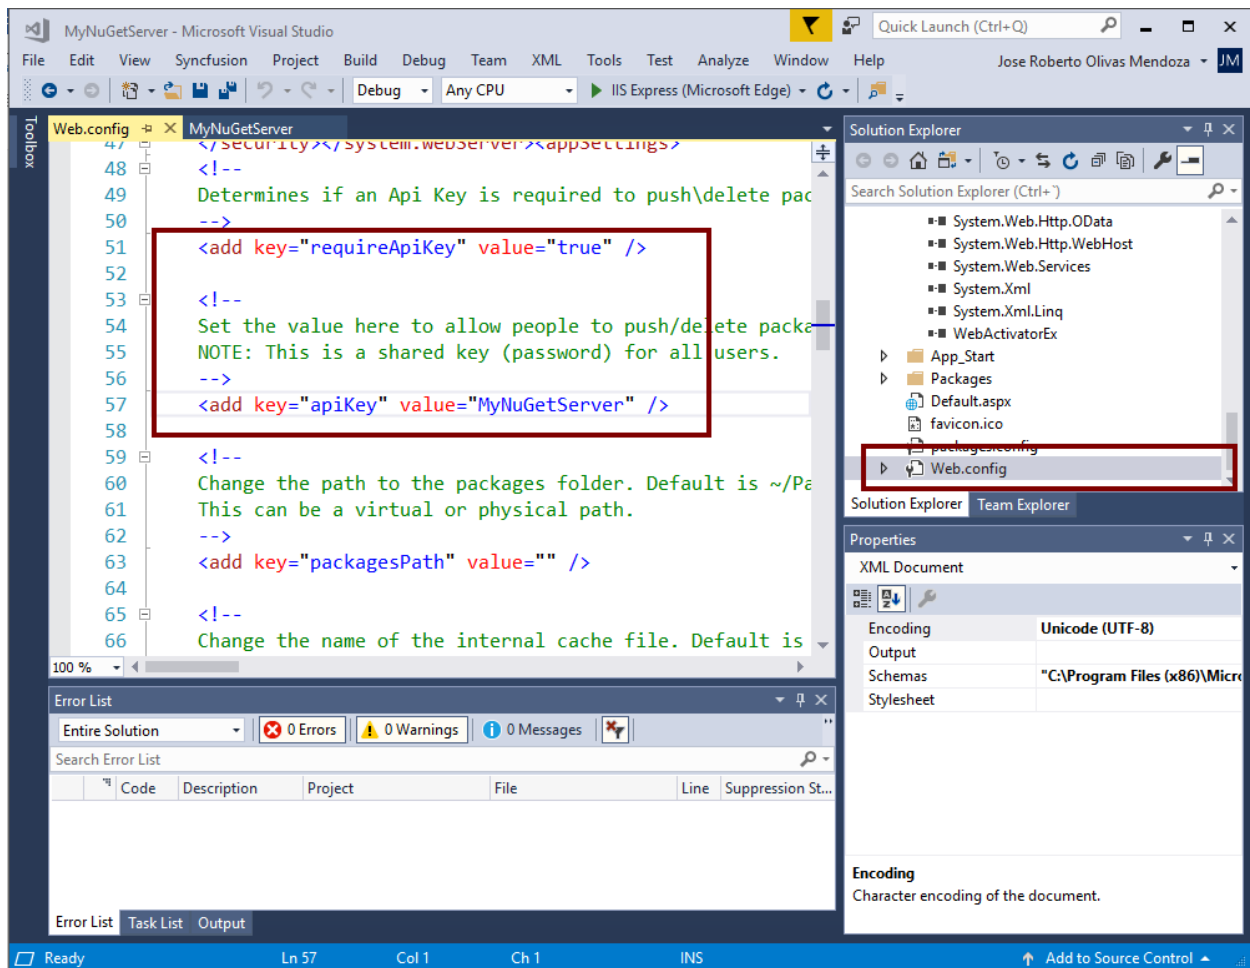 MyNuGetServer - Microsoft Visual Studio
Quick Launch (Ctrl+Q)
File Edit View Syncfusion Project Build Debug Team XML Tools Test Analyze Window Help
Jose Roberto Olivas Mendoza JM
Debug Any CPU IIS Express (Microsoft Edge)
Toolbox
Web.config MyNuGetServer
47 </security></system.webServer><appSettings>
48 <!--
49 Determines if an Api Key is required to push\delete pac
50 -->
51 <add key="requireApiKey" value="true" />
52
53 <!--
54 Set the value here to allow people to push/delete packa
55 NOTE: This is a shared key (password) for all users.
56 -->
57 <add key="apiKey" value="MyNuGetServer" />
58
59 <!--
60 Change the path to the packages folder. Default is ~/Pa
61 This can be a virtual or physical path.
62 -->
63 <add key="packagesPath" value="" />
64
65 <!--
66 Change the name of the internal cache file. Default is
100 %
Error List
Entire Solution 0 Errors 0 Warnings 0 Messages
Search Error List
Code Description Project File Line Suppression St...
Error List Task List Output
Solution Explorer
Search Solution Explorer (Ctrl+`)
System.Web.Http.OData
System.Web.Http.WebHost
System.Web.Services
System.Xml
System.Xml.Linq
WebActivatorEx
App_Start
Packages
Default.aspx
favicon.ico
packages.config
Web.config
Solution Explorer Team Explorer
Properties
XML Document
Encoding Unicode (UTF-8)
Output
Schemas "C:\Program Files (x86)\Micro
Stylesheet
Encoding
Character encoding of the document.
Ready Ln 57 Col 1 Ch 1 INS Add to Source Control